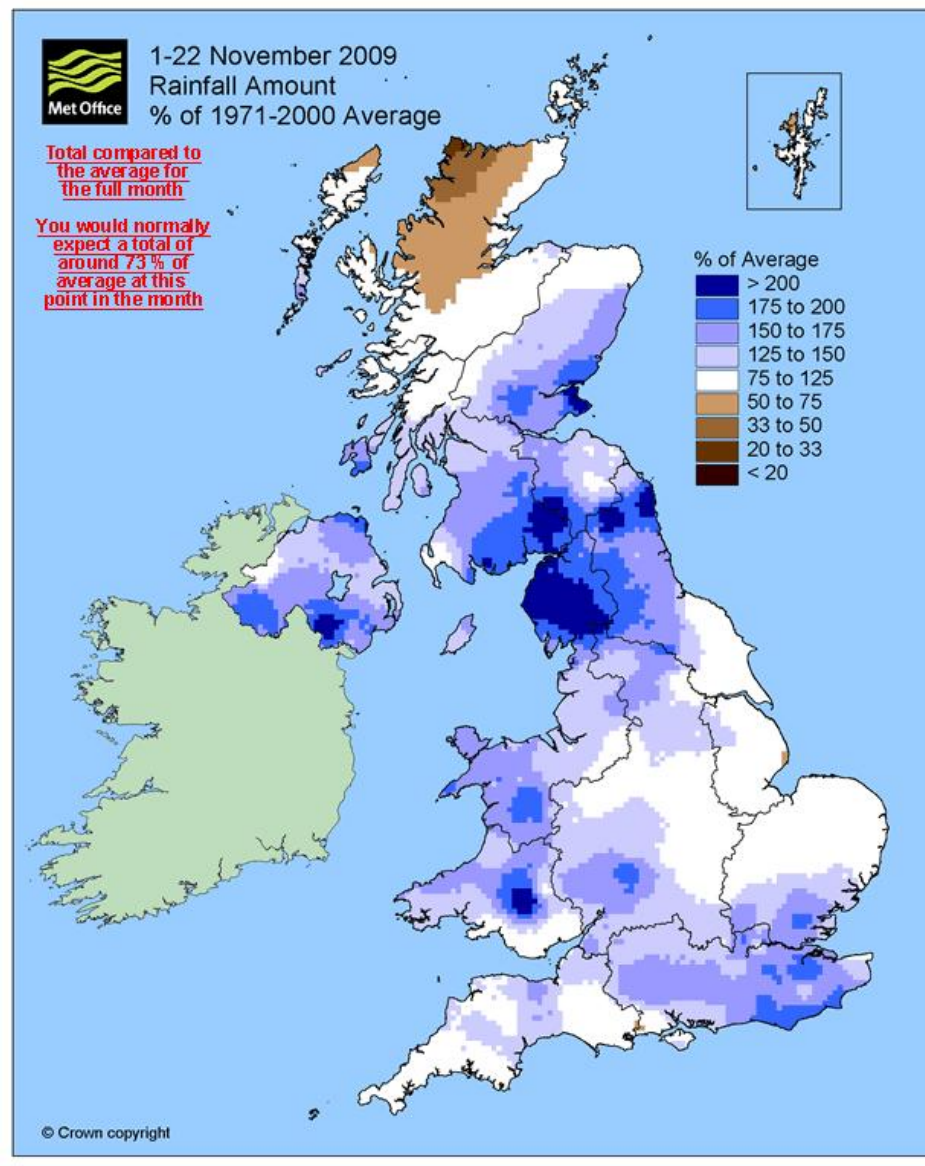 Met Office
1-22 November 2009
Rainfall Amount
% of 1971-2000 Average
Total compared to
the average for
the full month
You would normally
expect a total of
around 73 % of
average at this
point in the month
% of Average
> 200
175 to 200
150 to 175
125 to 150
75 to 125
50 to 75
33 to 50
20 to 33
< 20
© Crown copyright